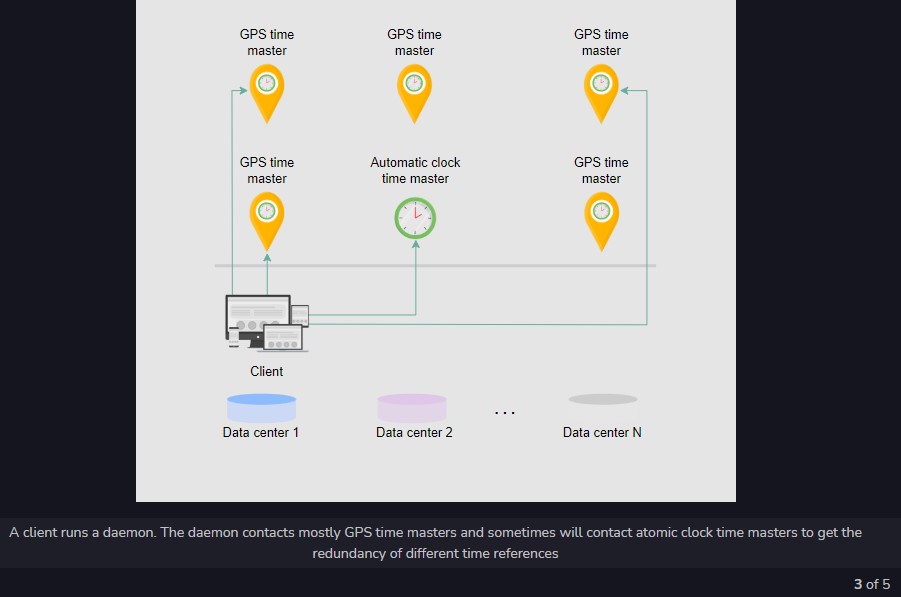 GPS time master
GPS time master
GPS time master
GPS time master
Automatic clock time master
GPS time master
Client
Data center 1
Data center 2
...
Data center N
A client runs a daemon. The daemon contacts mostly GPS time masters and sometimes will contact atomic clock time masters to get the
redundancy of different time references
3 of 5